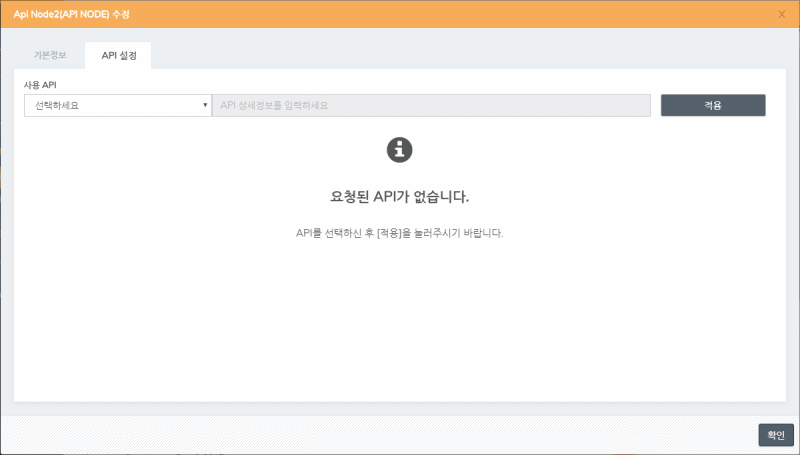 Api Node2(API NODE) 수정
×
기본정보
API 설정
사용 API
선택하세요
API 상세정보를 입력하세요
적용
요청된 API가 없습니다.
API를 선택하신 후 [적용]을 눌러주시기 바랍니다.
확인